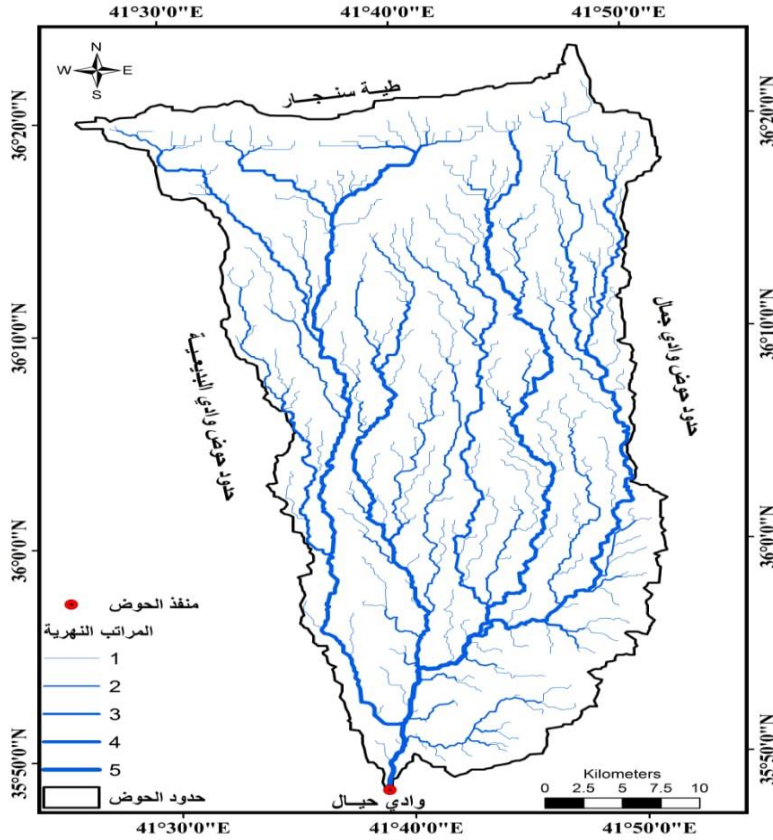 41°30'0"E 41°40'0"E 41°50'0"E
N
W E
S
طية سنجار
36°20'0"N 36°20'0"N
36°10'0"N 36°10'0"N
حدود حوض وادي البديعية
حدود حوض وادي جمال
36°0'0"N 36°0'0"N
منفذ الحوض
المراتب النهرية
1
2
3
4
5
حدود الحوض
35°50'0"N 35°50'0"N
Kilometers
0 2.5 5 7.5 10
وادي حيال
41°30'0"E 41°40'0"E 41°50'0"E